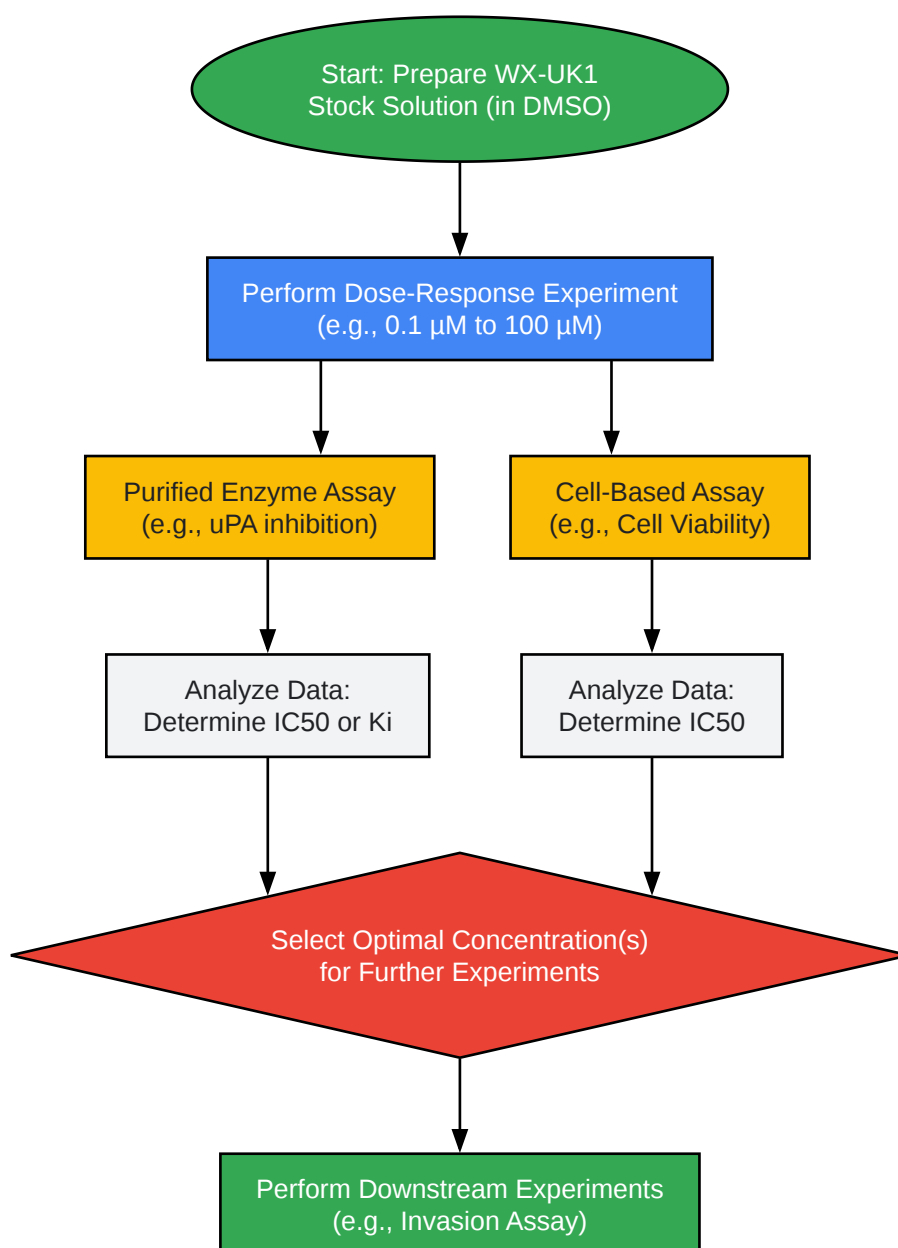 Start: Prepare WX-UK1
Stock Solution (in DMSO)
Perform Dose-Response Experiment
(e.g., 0.1 µM to 100 µM)
Purified Enzyme Assay
(e.g., uPA inhibition)
Cell-Based Assay
(e.g., Cell Viability)
Analyze Data:
Determine IC50 or Ki
Analyze Data:
Determine IC50
Select Optimal Concentration(s)
for Further Experiments
Perform Downstream Experiments
(e.g., Invasion Assay)